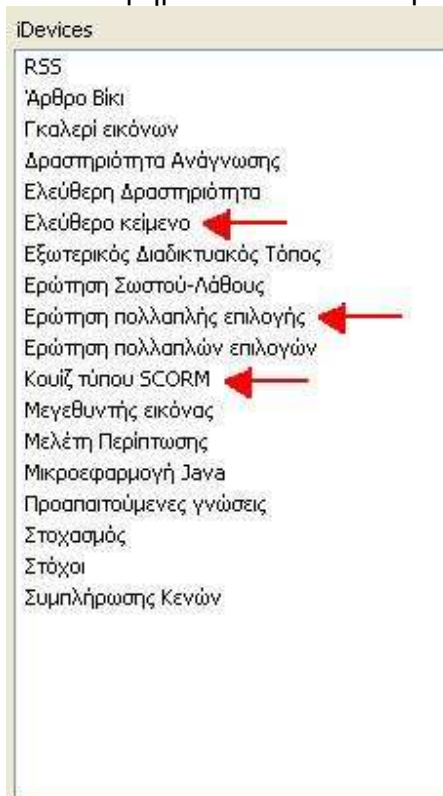 iDevices
RSS
Άρθρο Βίκι
Γκαλερί εικόνων
Δραστηριότητα Ανάγνωσης
Ελεύθερη Δραστηριότητα
Ελεύθερο κείμενο
Εξωτερικός Διαδικτυακός Τόπος
Ερώτηση Σωστού-Λάθους
Ερώτηση πολλαπλής επιλογής
Ερώτηση πολλαπλών επιλογών
Κουίζ τύπου SCORM
Μεγεθυντής εικόνας
Μελέτη Περίπτωσης
Μικροεφαρμογή Java
Προαπαιτούμενες γνώσεις
Στοχασμός
Στόχοι
Συμπλήρωσης Κενών